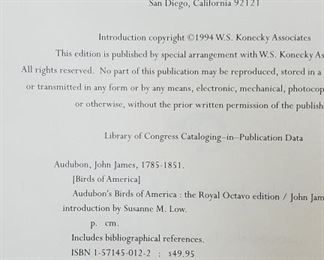 San Diego, California 92121
Introduction copyright ©1994 W.S. Konecky Associates
This edition is published by special arrangement with W.S. Konecky As
All rights reserved. No part of this publication may be reproduced, stored in a
or transmitted in any form or by any means, electronic, mechanical, photocop
or otherwise, without the prior written permission of the publish
Library of Congress Cataloging-in-Publication Data
Audubon, John James, 1785-1851.
[Birds of America]
Audubon's Birds of America : the Royal Octavo edition / John Jam
introduction by Susanne M. Low.
p. cm.
Includes bibliographical references.
ISBN 1-57145-012-2 : $49.95